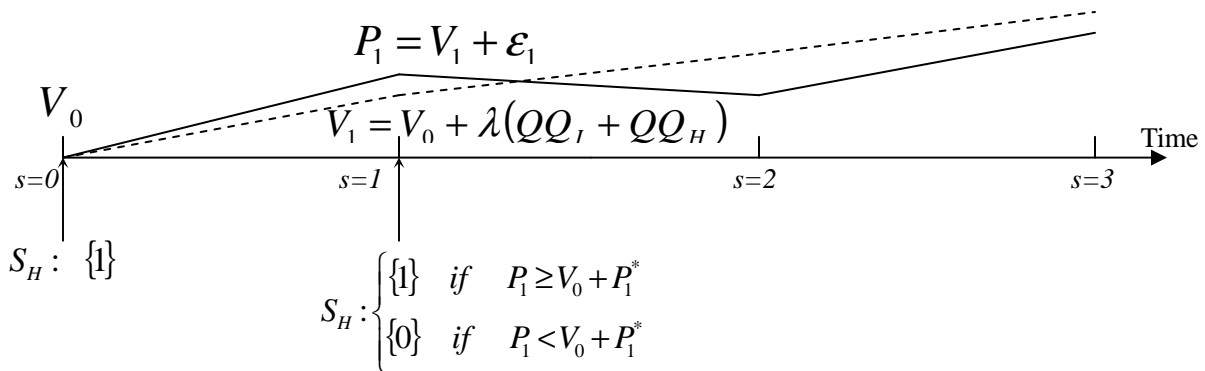 P₁ = V₁ + ε₁
V₀
V₁ = V₀ + λ(QQ_I + QQ_H)
Time
s=0 s=1 s=2 s=3
S_H : {1}
S_H : { {1} if P₁ ≥ V₀ + P₁*
{0} if P₁ < V₀ + P₁*